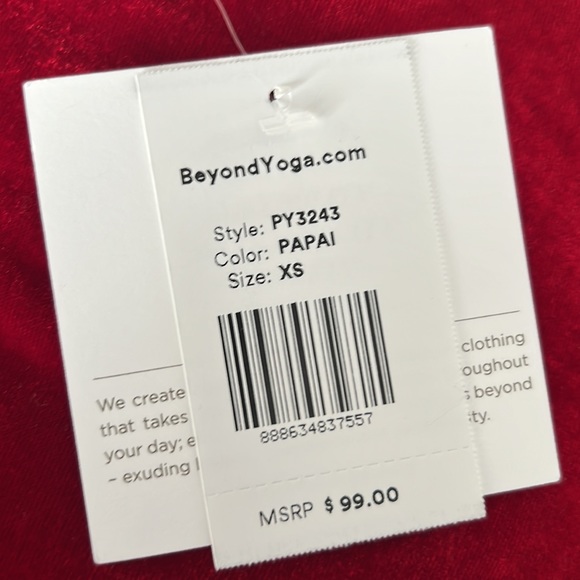 BeyondYoga.com
Style: PY3243
Color: PAPAI
Size: XS
888634837557
MSRP $99.00
We create
that takes
your day;
– exuding
clothing
oughout
beyond
ty.